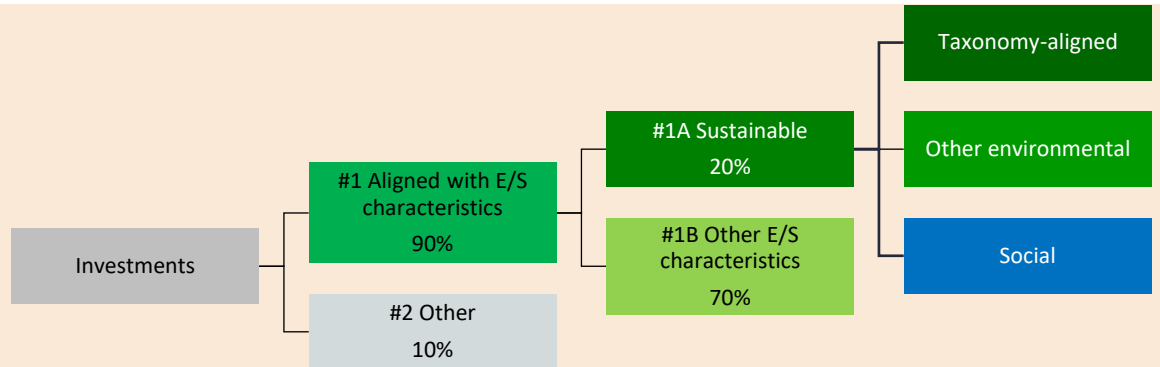 Investments
#1 Aligned with E/S
characteristics
90%
#2 Other
10%
#1A Sustainable
20%
#1B Other E/S
characteristics
70%
Taxonomy-aligned
Other environmental
Social